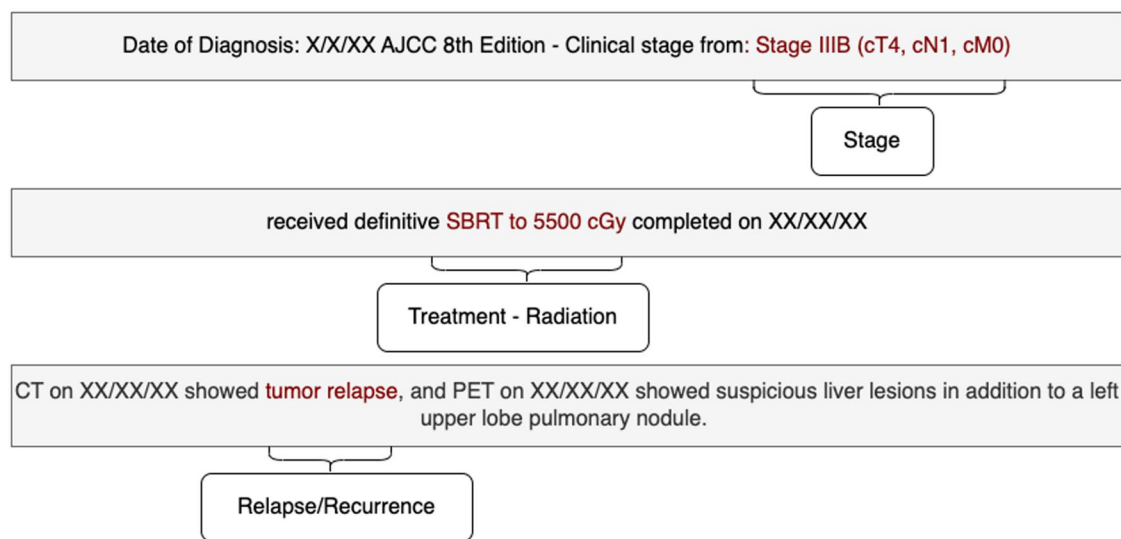 Date of Diagnosis: X/X/XX AJCC 8th Edition - Clinical stage from: Stage IIIB (cT4, cN1, cM0)
Stage
received definitive SBRT to 5500 cGy completed on XX/XX/XX
Treatment - Radiation
CT on XX/XX/XX showed tumor relapse, and PET on XX/XX/XX showed suspicious liver lesions in addition to a left
upper lobe pulmonary nodule.
Relapse/Recurrence